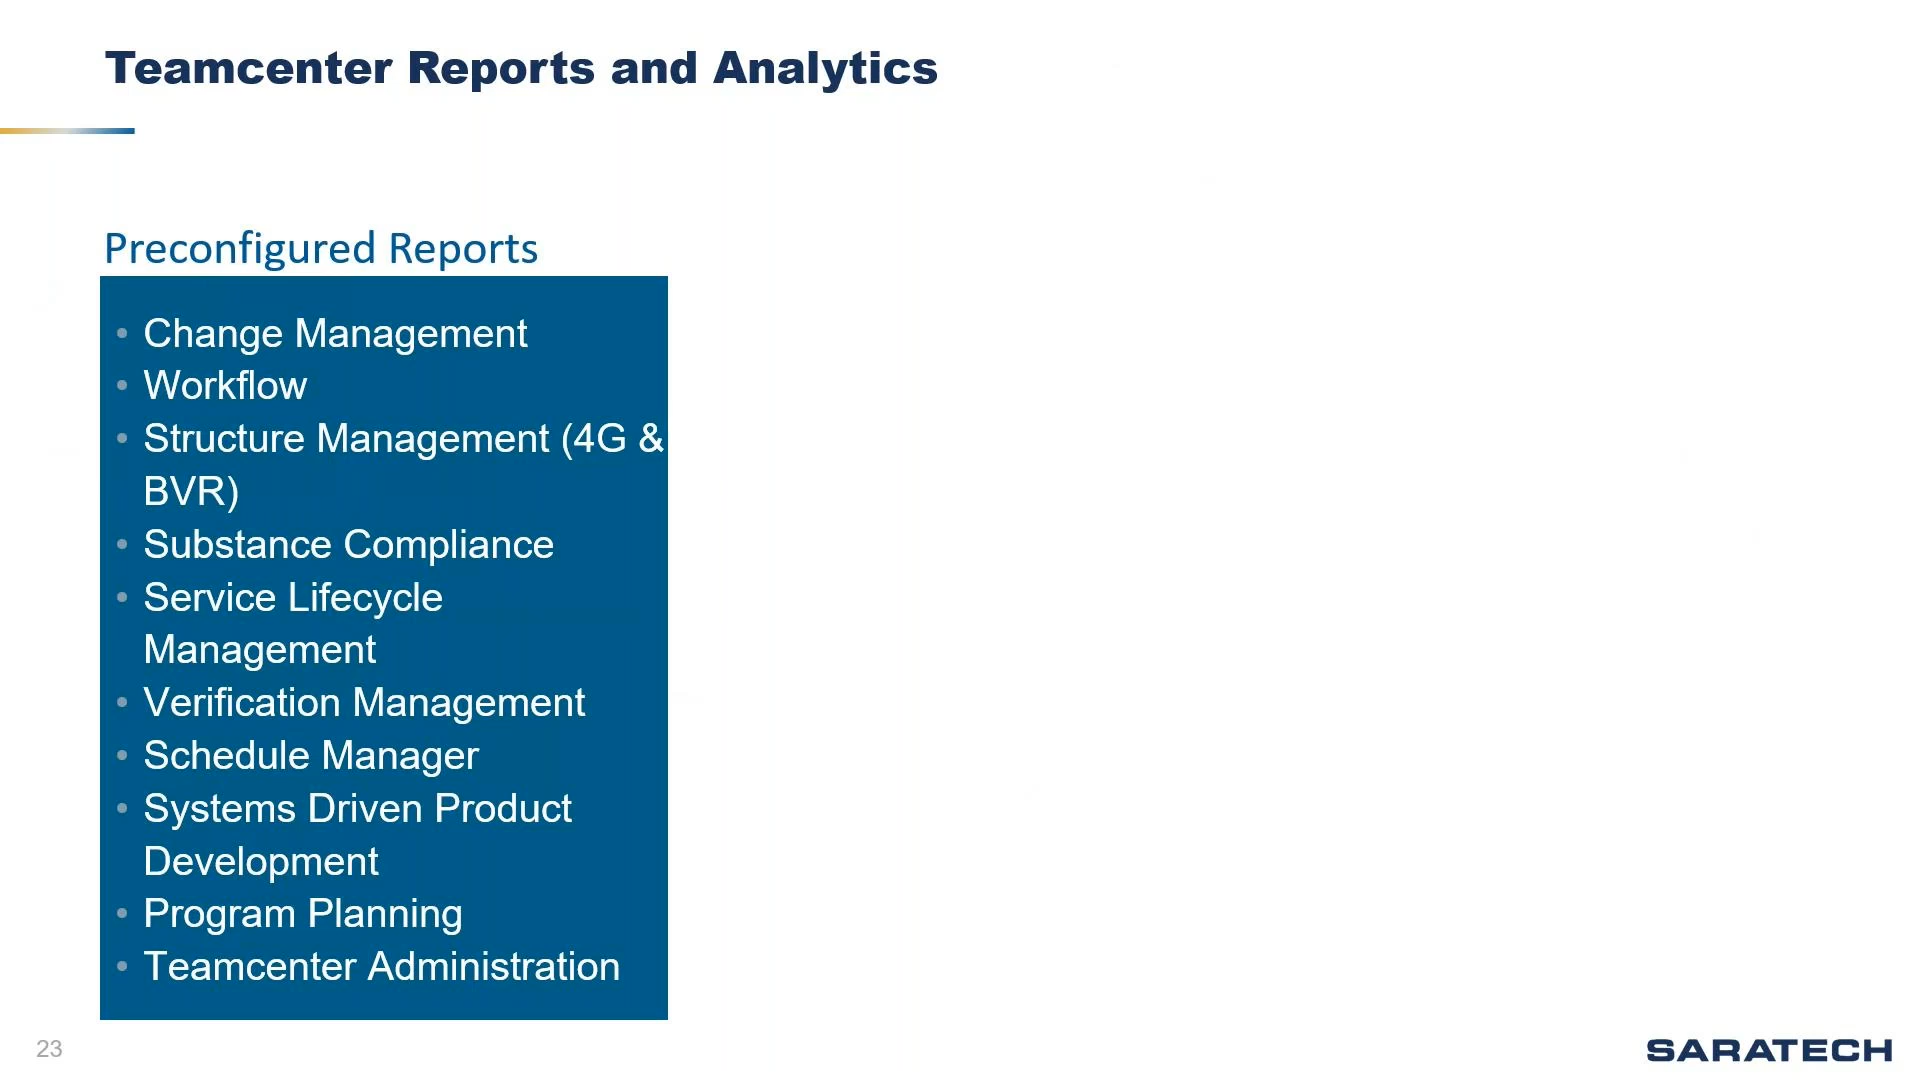 Teamcenter Reports and Analytics
Preconfigured Reports
• Change Management
• Workflow
• Structure Management (4G &
BVR)
• Substance Compliance
• Service Lifecycle
Management
• Verification Management
• Schedule Manager
• Systems Driven Product
Development
• Program Planning
• Teamcenter Administration
23
SARATECH